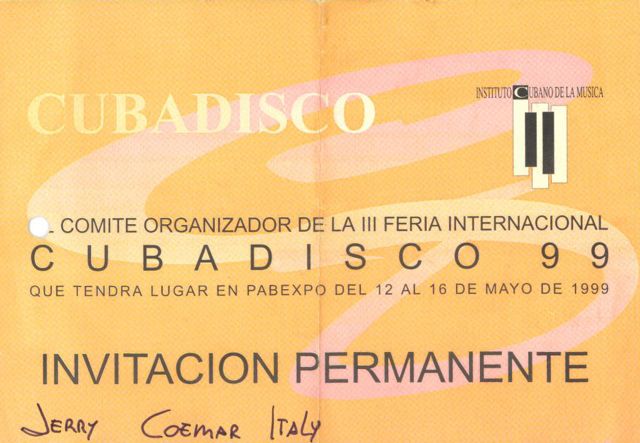 CUBADISCO
INSTITUTO CUBANO DE LA MUSICA
L COMITE ORGANIZADOR DE LA III FERIA INTERNACIONAL
CUBADISCO 99
QUE TENDRA LUGAR EN PABEXPO DEL 12 AL 16 DE MAYO DE 1999
INVITACION PERMANENTE
JERRY COEMAR ITALY